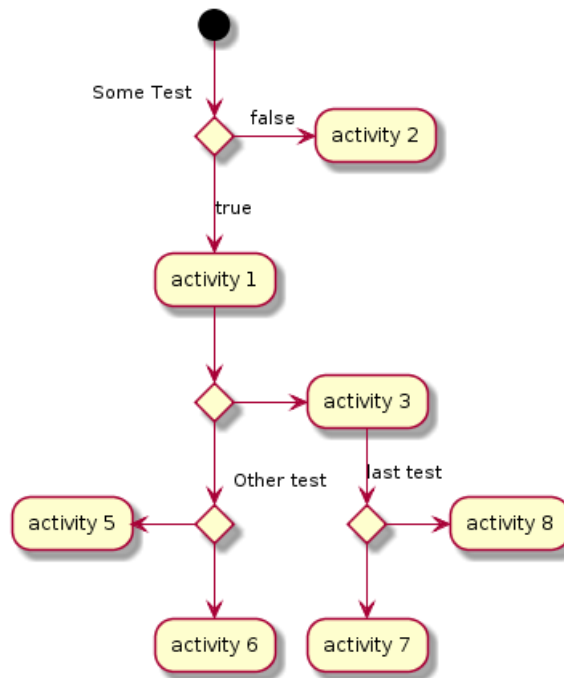 Some Test
false
activity 2
true
activity 1
activity 3
Other test
last test
activity 5
activity 8
activity 6
activity 7